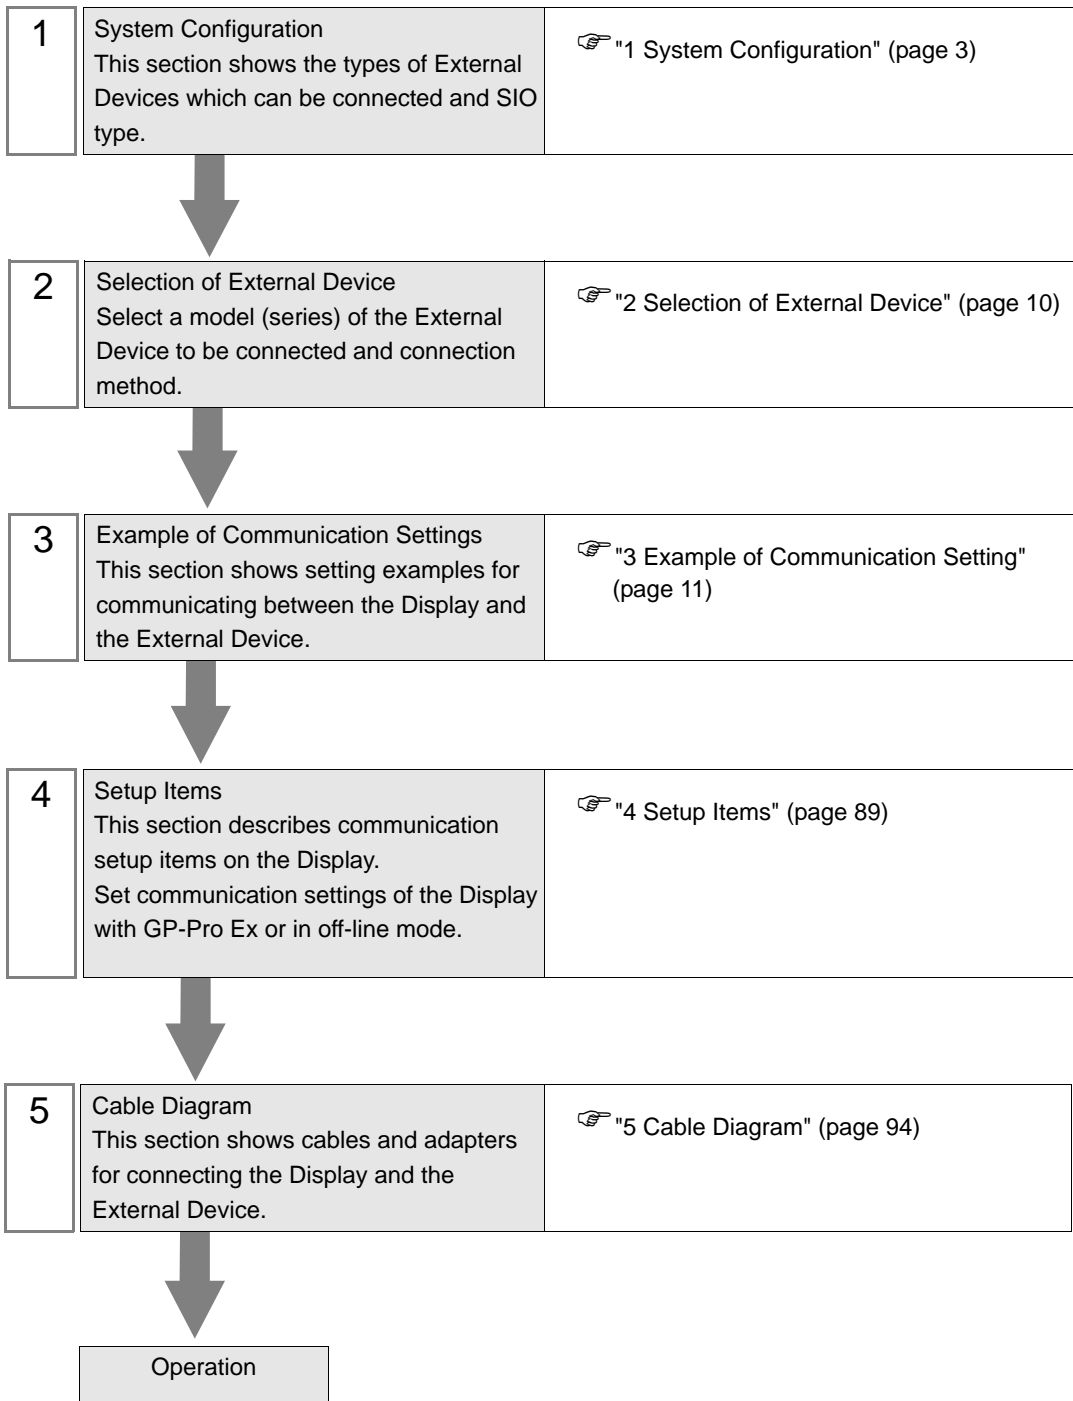 1
System Configuration
This section shows the types of External
Devices which can be connected and SIO
type.
"1 System Configuration" (page 3)
2
Selection of External Device
Select a model (series) of the External
Device to be connected and connection
method.
"2 Selection of External Device" (page 10)
3
Example of Communication Settings
This section shows setting examples for
communicating between the Display and
the External Device.
"3 Example of Communication Setting"
(page 11)
4
Setup Items
This section describes communication
setup items on the Display.
Set communication settings of the Display
with GP-Pro Ex or in off-line mode.
"4 Setup Items" (page 89)
5
Cable Diagram
This section shows cables and adapters
for connecting the Display and the
External Device.
"5 Cable Diagram" (page 94)
Operation